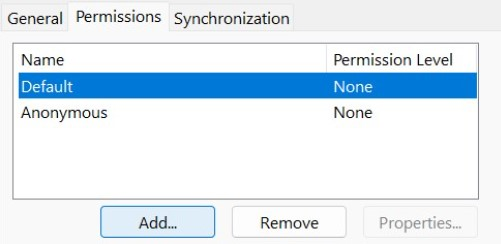 General Permissions Synchronization
Name Permission Level
Default None
Anonymous None
Add... Remove Properties...